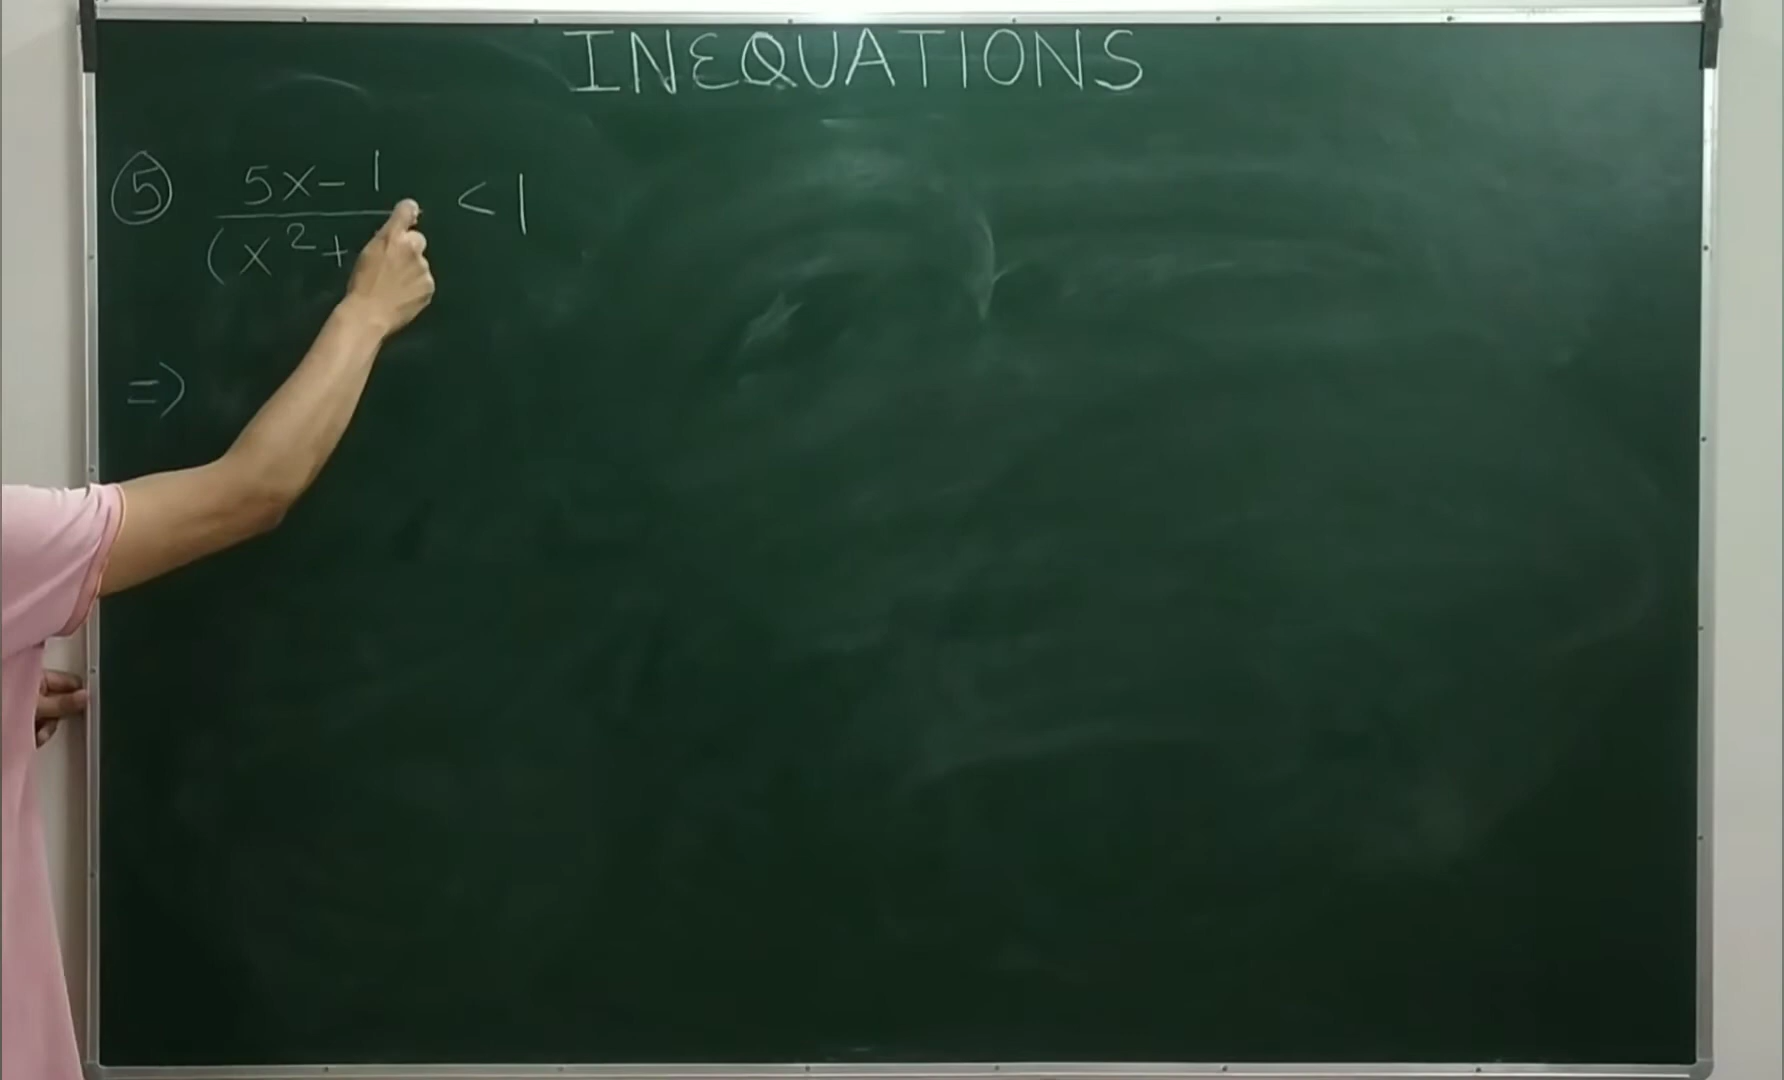 INEQUATIONS
⑤ 5x-1 < 1
(x²+
=>